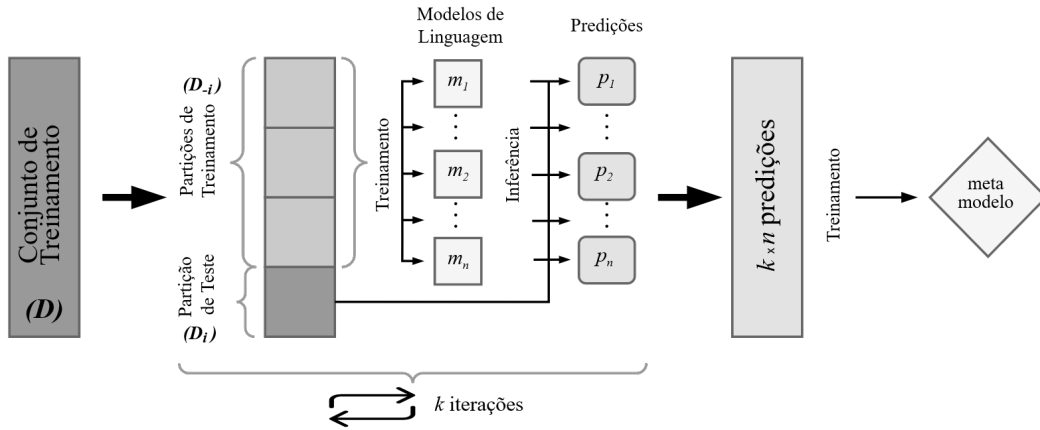 Conjunto de
Treinamento
(D)
(D-i)
Partições de
Treinamento
Partição
de Teste
(Di)
Treinamento
Modelos de
Linguagem
m1
m2
mn
Inferência
Predições
p1
p2
pn
k x n predições
Treinamento
meta
modelo
k iterações